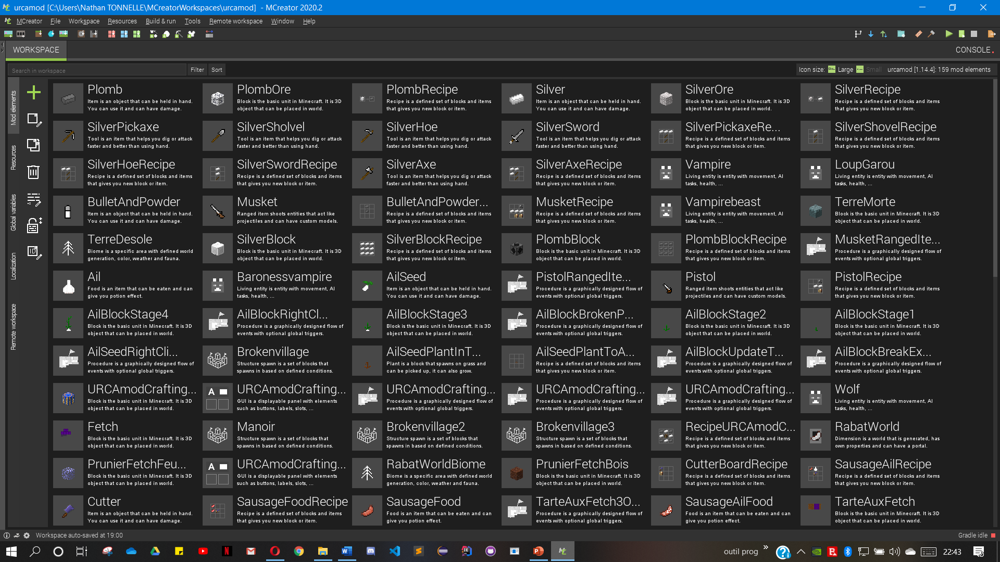 urcamod [C:\Users\Nathan TONNELLE\MCreatorWorkspaces\urcamod] - MCreator 2020.2
MCreator File Workspace Resources Build & run Tools Remote workspace Window Help
WORKSPACE CONSOLE
Search in workspace Filter Sort Icon size: Large Small urcamod [1.14.4]: 159 mod elements
Mod elements
Resources
Global variables
Localization
Remote workspace
Plomb PlombOre PlombRecipe Silver SilverOre SilverRecipe
Item is an object that can be held in hand. Block is the basic unit in Minecraft. It is 3D Recipe is a defined set of blocks and items Item is an object that can be held in hand. Block is the basic unit in Minecraft. It is 3D Recipe is a defined set of blocks and items
You can use it and can have damage. object that can be placed in world. that gives you new block or item. You can use it and can have damage. object that can be placed in world. that gives you new block or item.
SilverPickaxe SilverSholvel SilverHoe SilverSword SilverPickaxeRe... SilverShovelRecipe
Tool is an item that helps you dig or attack Tool is an item that helps you dig or attack Tool is an item that helps you dig or attack Tool is an item that helps you dig or attack Recipe is a defined set of blocks and items Recipe is a defined set of blocks and items
faster and better than using hand. faster and better than using hand. faster and better than using hand. faster and better than using hand. that gives you new block or item. that gives you new block or item.
SilverHoeRecipe SilverSwordRecipe SilverAxe SilverAxeRecipe Vampire LoupGarou
Recipe is a defined set of blocks and items Recipe is a defined set of blocks and items Tool is an item that helps you dig or attack Recipe is a defined set of blocks and items Living entity is entity with movement, AI Living entity is entity with movement, AI
that gives you new block or item. that gives you new block or item. faster and better than using hand. that gives you new block or item. tasks, health, ... tasks, health, ...
BulletAndPowder Musket BulletAndPowder... MusketRecipe Vampirebeast TerreMorte
Item is an object that can be held in hand. Ranged item shoots entities that act like Recipe is a defined set of blocks and items Recipe is a defined set of blocks and items Living entity is entity with movement, AI Block is the basic unit in Minecraft. It is 3D
You can use it and can have damage. projectiles and can have custom models. that gives you new block or item. that gives you new block or item. tasks, health, ... object that can be placed in world.
TerreDesole SilverBlock SilverBlockRecipe PlombBlock PlombBlockRecipe MusketRangedIte...
Biome is a specific area with defined world Block is the basic unit in Minecraft. It is 3D Recipe is a defined set of blocks and items Block is the basic unit in Minecraft. It is 3D Recipe is a defined set of blocks and items Procedure is a graphically designed flow of
generation, color, weather and fauna. object that can be placed in world. that gives you new block or item. object that can be placed in world. that gives you new block or item. events with optional global triggers.
Ail Baronessvampire AilSeed PistolRangedIte... Pistol PistolRecipe
Food is an item that can be eaten and can Living entity is entity with movement, AI Item is an object that can be held in hand. Procedure is a graphically designed flow of Ranged item shoots entities that act like Recipe is a defined set of blocks and items
give you potion effect. tasks, health, ... You can use it and can have damage. events with optional global triggers. projectiles and can have custom models. that gives you new block or item.
AilBlockStage4 AilBlockRightCl... AilBlockStage3 AilBlockBrokenP... AilBlockStage2 AilBlockStage1
Block is the basic unit in Minecraft. It is 3D Procedure is a graphically designed flow of Block is the basic unit in Minecraft. It is 3D Procedure is a graphically designed flow of Block is the basic unit in Minecraft. It is 3D Block is the basic unit in Minecraft. It is 3D
object that can be placed in world. events with optional global triggers. object that can be placed in world. events with optional global triggers. object that can be placed in world. object that can be placed in world.
AilSeedRightCli... Brokenvillage AilSeedPlantInT... AilSeedPlantToA... AilBlockUpdateT... AilBlockBreakEx...
Procedure is a graphically designed flow of Structure spawn is a set of blocks that Plant is a block that spawns on grass and Recipe is a defined set of blocks and items Procedure is a graphically designed flow of Procedure is a graphically designed flow of
events with optional global triggers. spawns in based on defined conditions. can be picked up, it can also grow. that gives you new block or item. events with optional global triggers. events with optional global triggers.
URCAmodCrafting... URCAmodCrafting... URCAmodCrafting... URCAmodCrafting... URCAmodCrafting... Wolf
Block is the basic unit in Minecraft. It is 3D GUI is a displayable panel with elements Procedure is a graphically designed flow of Procedure is a graphically designed flow of Procedure is a graphically designed flow of Living entity is entity with movement, AI
object that can be placed in world. such as buttons, labels, slots, ... events with optional global triggers. events with optional global triggers. events with optional global triggers. tasks, health, ...
Fetch Manoir Brokenvillage2 Brokenvillage3 RecipeURCAmodC... RabatWorld
Block is the basic unit in Minecraft. It is 3D Structure spawn is a set of blocks that Structure spawn is a set of blocks that Structure spawn is a set of blocks that Recipe is a defined set of blocks and items Dimension is a world that is generated, has
object that can be placed in world. spawns in based on defined conditions. spawns in based on defined conditions. spawns in based on defined conditions. that gives you new block or item. own properties and can have a portal.
PrunierFetchFeu... URCAmodCrafting... RabatWorldBiome PrunierFetchBois CutterBoardRecipe SausageAilRecipe
Block is the basic unit in Minecraft. It is 3D GUI is a displayable panel with elements Biome is a specific area with defined world Block is the basic unit in Minecraft. It is 3D Recipe is a defined set of blocks and items Recipe is a defined set of blocks and items
object that can be placed in world. such as buttons, labels, slots, ... generation, color, weather and fauna. object that can be placed in world. that gives you new block or item. that gives you new block or item.
Cutter SausageFoodRecipe SausageFood TarteAuxFetch3O... SausageAilFood TarteAuxFetch
Item is an object that can be held in hand. Recipe is a defined set of blocks and items Food is an item that can be eaten and can Procedure is a graphically designed flow of Food is an item that can be eaten and can Block is the basic unit in Minecraft. It is 3D
You can use it and can have damage. that gives you new block or item. give you potion effect. events with optional global triggers. give you potion effect. object that can be placed in world.
Workspace auto-saved at 19:00 Gradle idle
outil prog 22:43